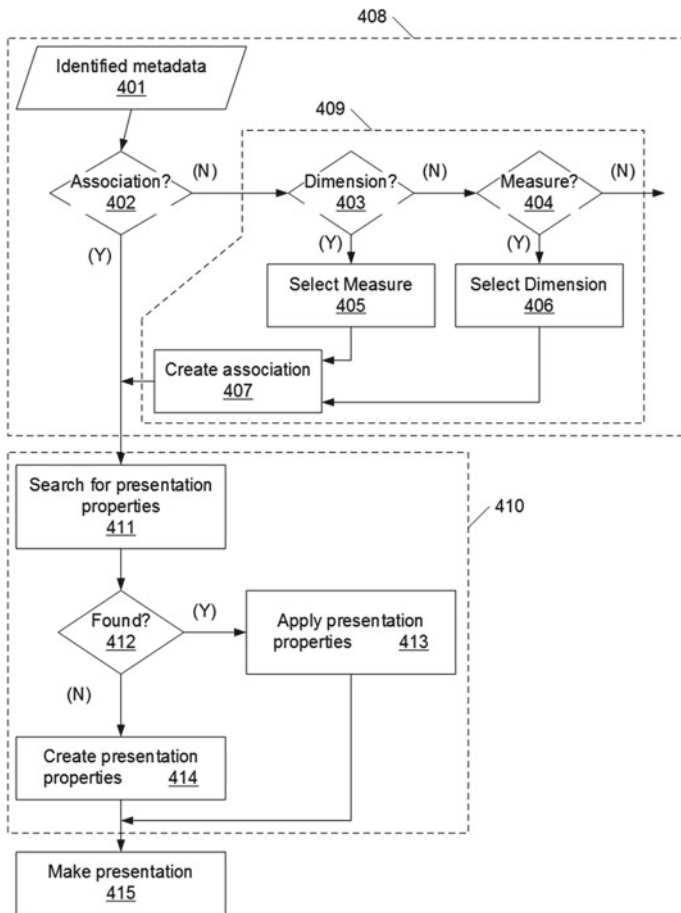 408
Identified metadata
401
409
Association?
402
(N)
Dimension?
403
(N)
Measure?
404
(N)
(Y)
(Y)
(Y)
Select Measure
405
Select Dimension
406
Create association
407
Search for presentation
properties
411
410
Found?
412
(Y)
Apply presentation
properties 413
(N)
Create presentation
properties 414
Make presentation
415